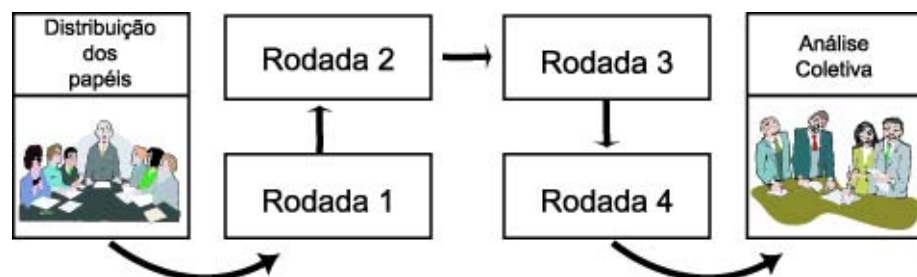 Distribuição
dos
papéis
Rodada 1
Rodada 2
Rodada 3
Rodada 4
Análise
Coletiva